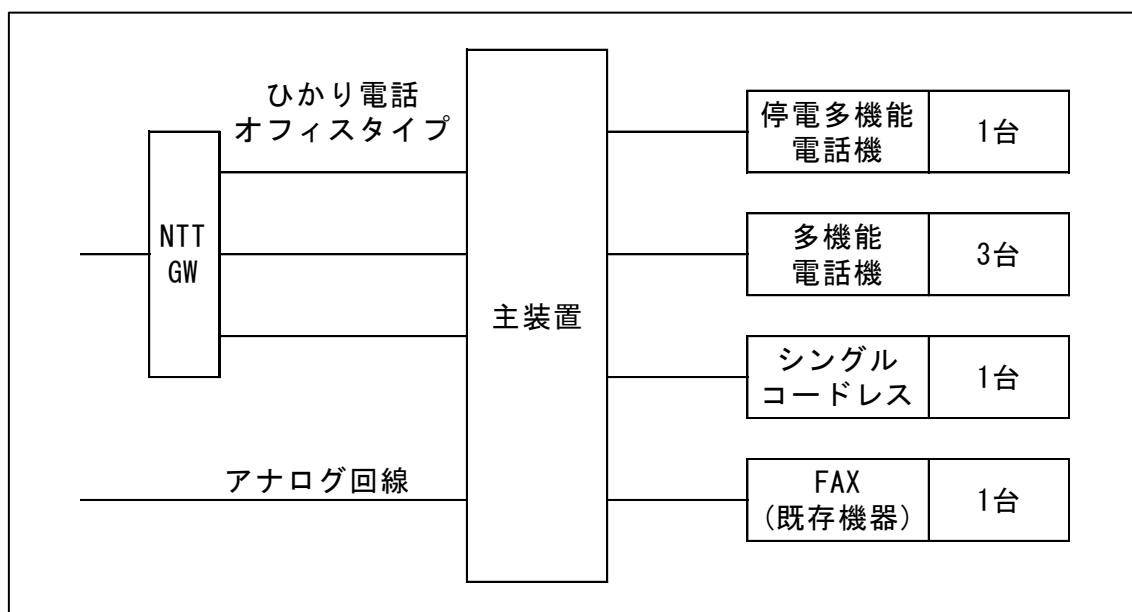 ひかり電話
オフィスタイプ
NTT
GW
アナログ回線
主装置
停電多機能
電話機
1台
多機能
電話機
3台
シングル
コードレス
1台
FAX
(既存機器)
1台